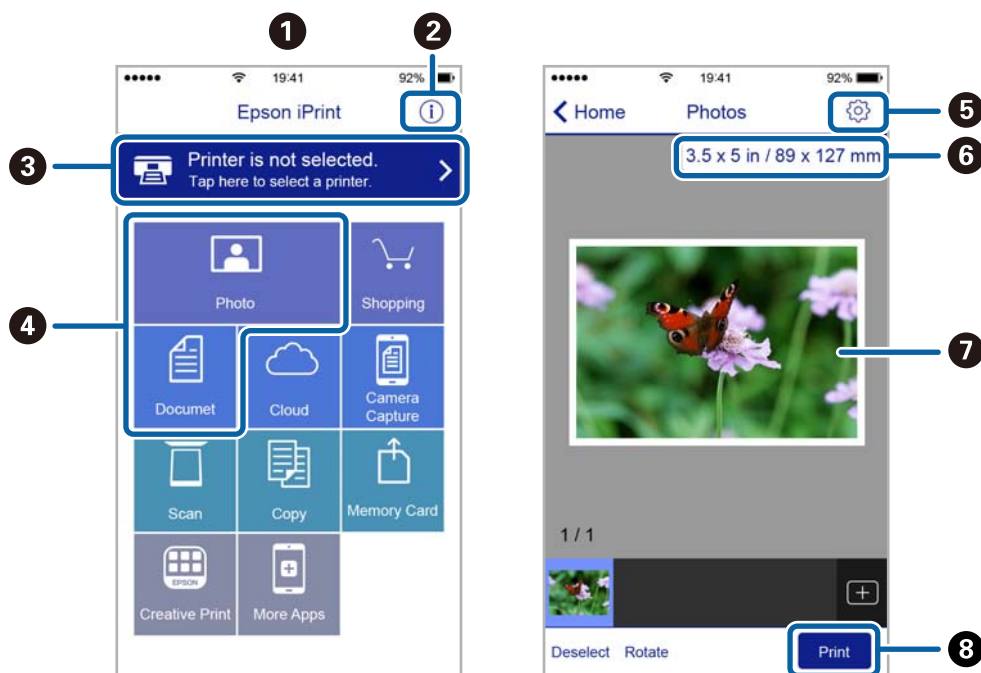 1
2
19:41
92%
Epson iPrint
i
3
Printer is not selected.
Tap here to select a printer.
4
Photo
Shopping
Documet
Cloud
Camera
Capture
Scan
Copy
Memory Card
EPSON
Creative Print
More Apps
19:41
92%
Home
Photos
5
3.5 x 5 in / 89 x 127 mm
6
7
1 / 1
Deselect
Rotate
Print
8